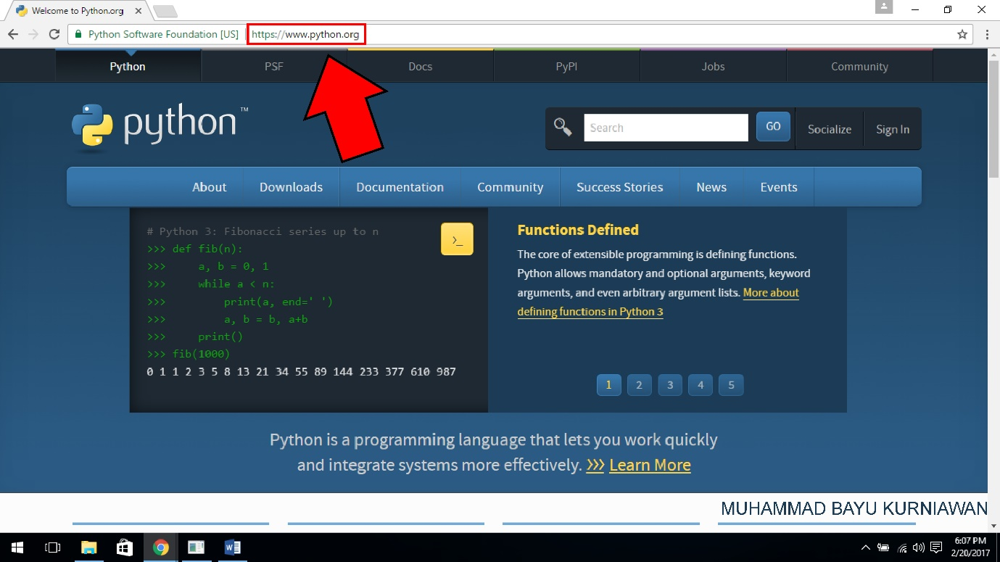 Welcome to Python.org
Python Software Foundation [US] https://www.python.org
Python PSF Docs PyPI Jobs Community
python™
Search GO Socialize Sign In
About Downloads Documentation Community Success Stories News Events
# Python 3: Fibonacci series up to n
>>> def fib(n):
>>>     a, b = 0, 1
>>>     while a < n:
>>>         print(a, end=' ')
>>>         a, b = b, a+b
>>>     print()
>>> fib(1000)
0 1 1 2 3 5 8 13 21 34 55 89 144 233 377 610 987
>_
Functions Defined
The core of extensible programming is defining functions.
Python allows mandatory and optional arguments, keyword
arguments, and even arbitrary argument lists. More about
defining functions in Python 3
1 2 3 4 5
Python is a programming language that lets you work quickly
and integrate systems more effectively. >>> Learn More
MUHAMMAD BAYU KURNIAWAN
6:07 PM
2/20/2017